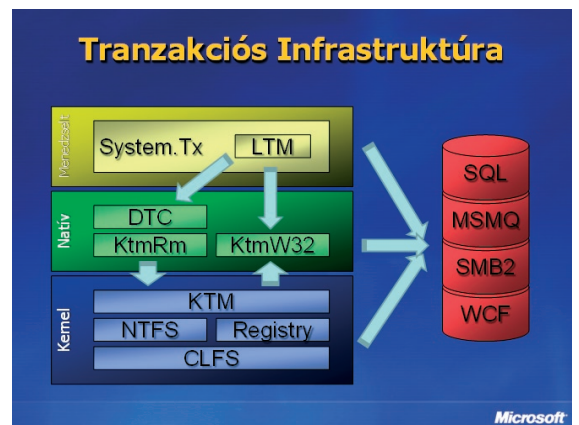 Tranzakciós Infrastruktúra
Menedzselt
System.Tx
LTM
Natív
DTC
KtmRm
KtmW32
Kernel
KTM
NTFS
Registry
CLFS
SQL
MSMQ
SMB2
WCF
Microsoft